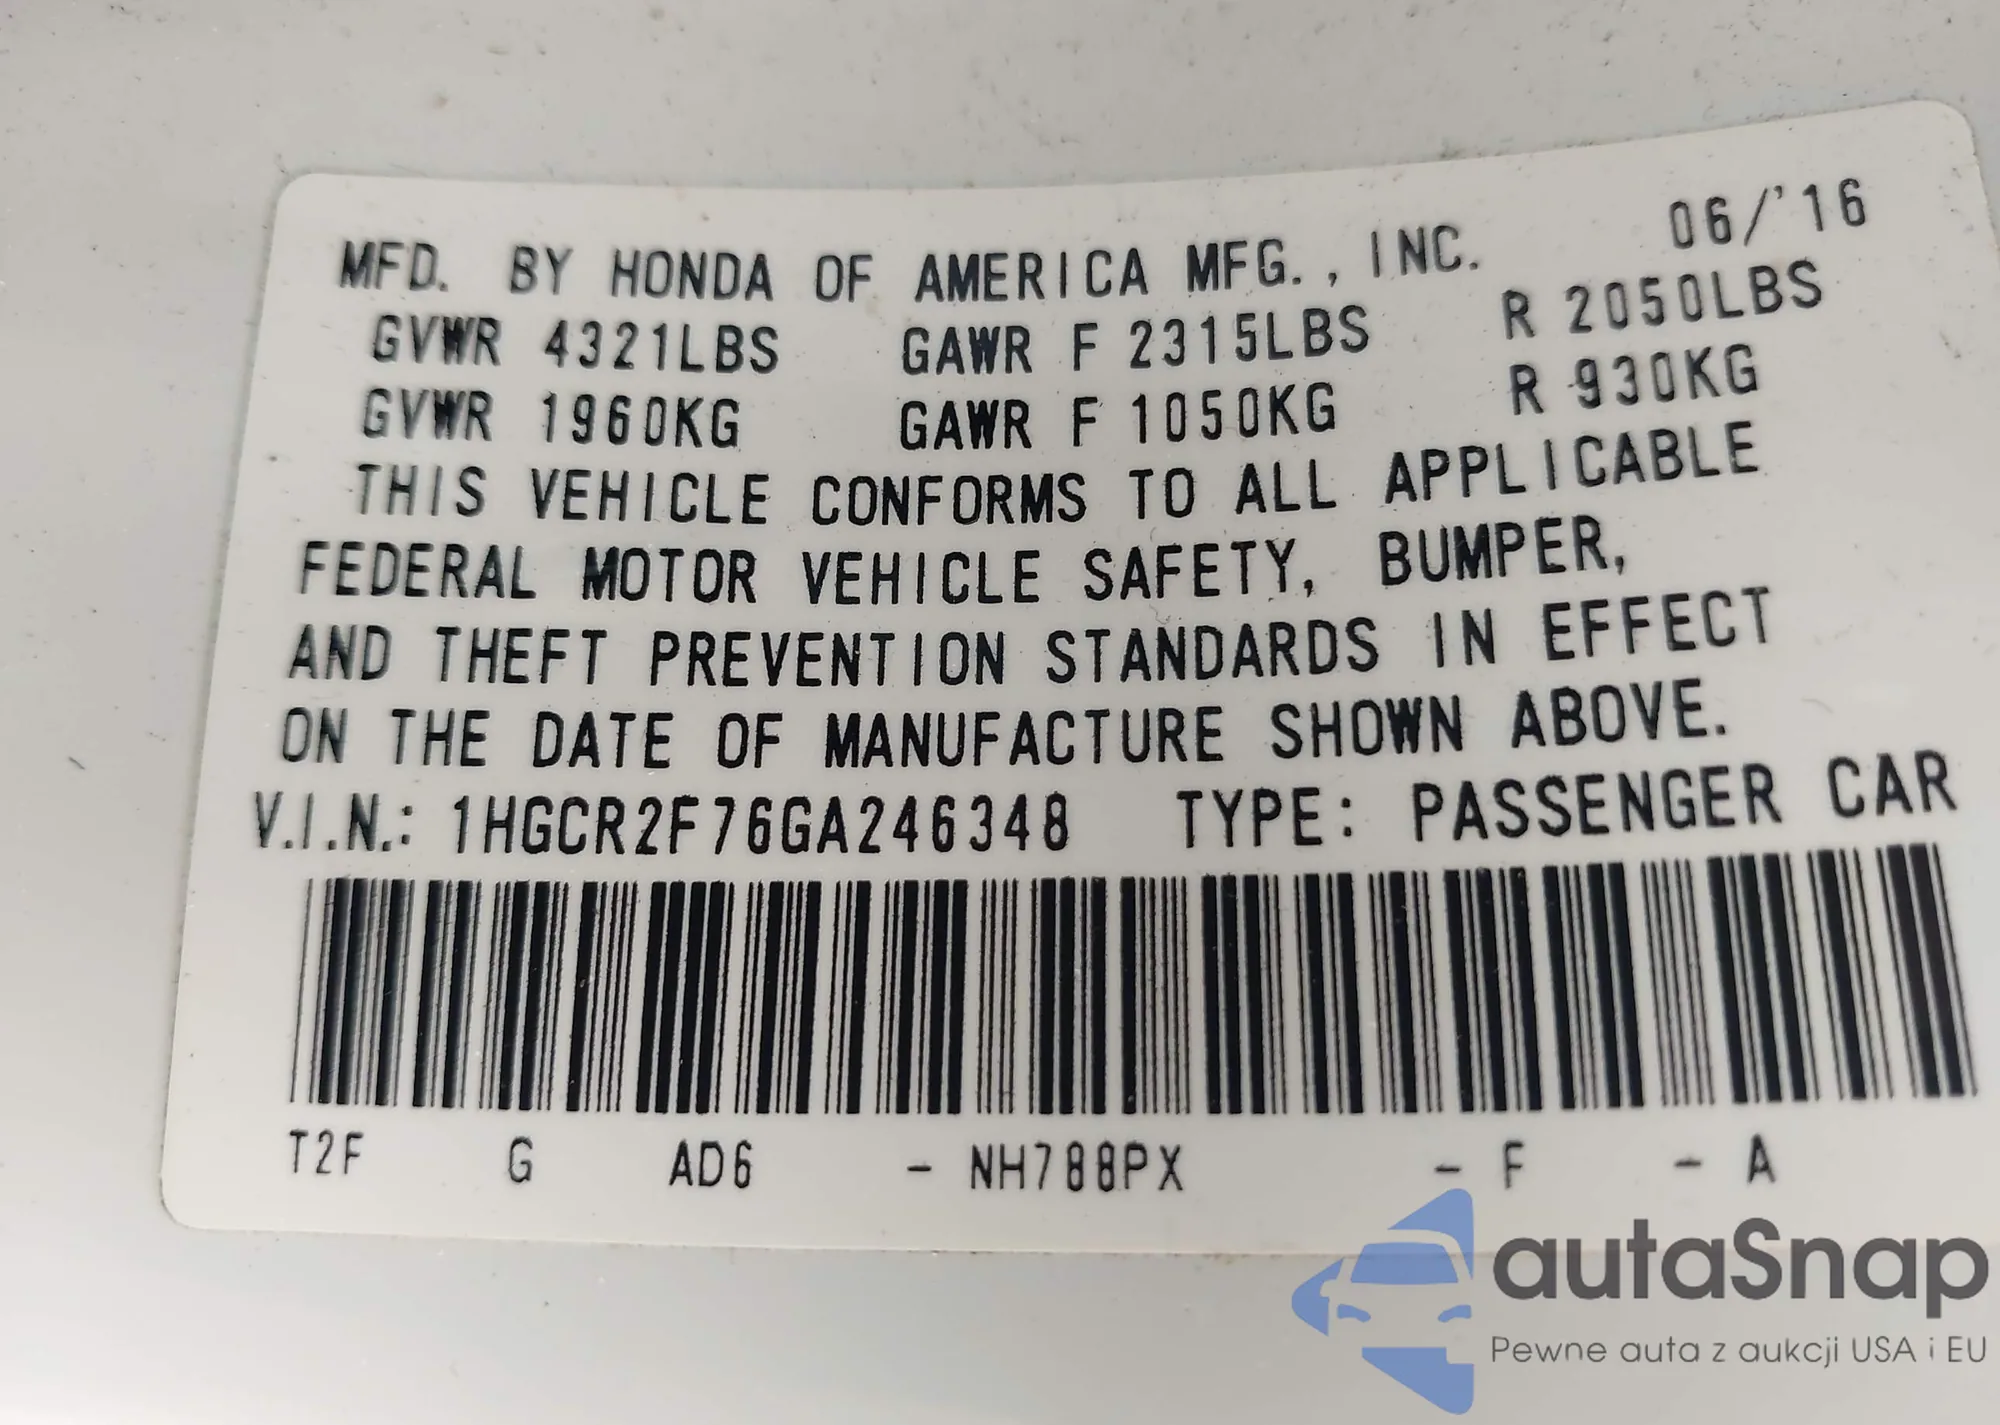 MFD. BY HONDA OF AMERICA MFG., INC. 06/'16
GVWR 4321LBS GAWR F 2315LBS R 2050LBS
GVWR 1960KG GAWR F 1050KG R 930KG
THIS VEHICLE CONFORMS TO ALL APPLICABLE
FEDERAL MOTOR VEHICLE SAFETY, BUMPER,
AND THEFT PREVENTION STANDARDS IN EFFECT
ON THE DATE OF MANUFACTURE SHOWN ABOVE.
V.I.N.: 1HGCR2F76GA246348 TYPE: PASSENGER CAR
T2F G AD6 - NH788PX - F - A
autaSnap
Pewne auta z aukcji USA i EU